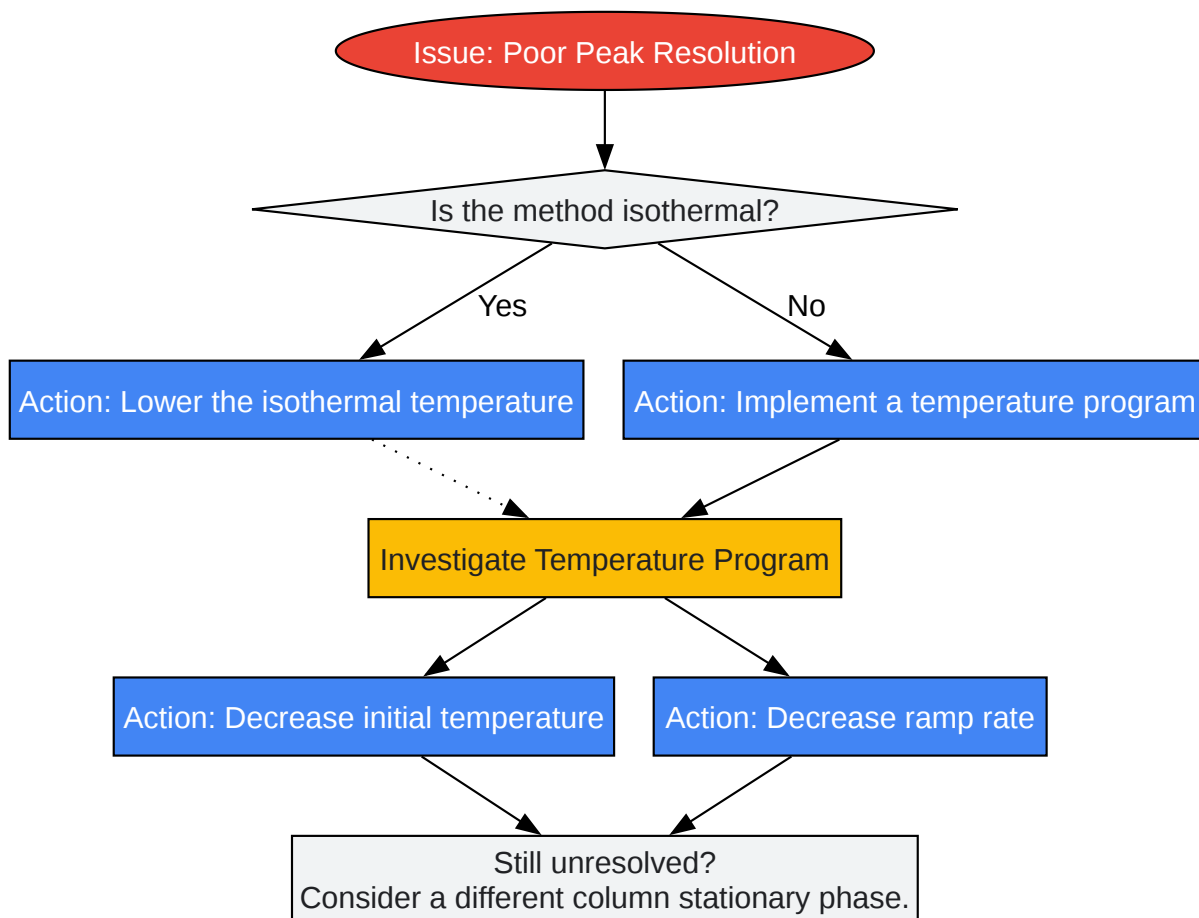 Issue: Poor Peak Resolution
Is the method isothermal?
Yes
No
Action: Lower the isothermal temperature
Action: Implement a temperature program
Investigate Temperature Program
Action: Decrease initial temperature
Action: Decrease ramp rate
Still unresolved?
Consider a different column stationary phase.